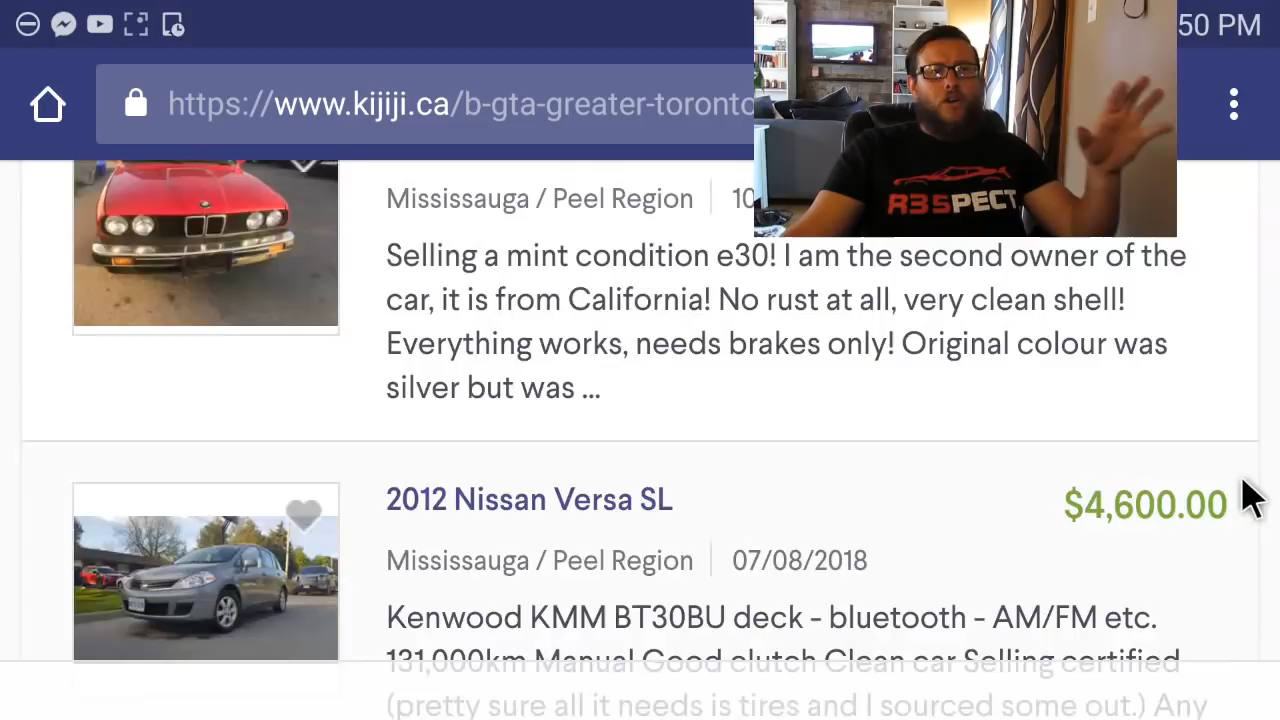 50 PM
https://www.kijiji.ca/b-gta-greater-toronto
R35PECT
Mississauga / Peel Region 10
Selling a mint condition e30! I am the second owner of the
car, it is from California! No rust at all, very clean shell!
Everything works, needs brakes only! Original colour was
silver but was ...
2012 Nissan Versa SL
$4,600.00
Mississauga / Peel Region 07/08/2018
Kenwood KMM BT30BU deck - bluetooth - AM/FM etc.
131,000km Manual Good clutch Clean car Selling certified
(pretty sure all it needs is tires and I sourced some out.) Any